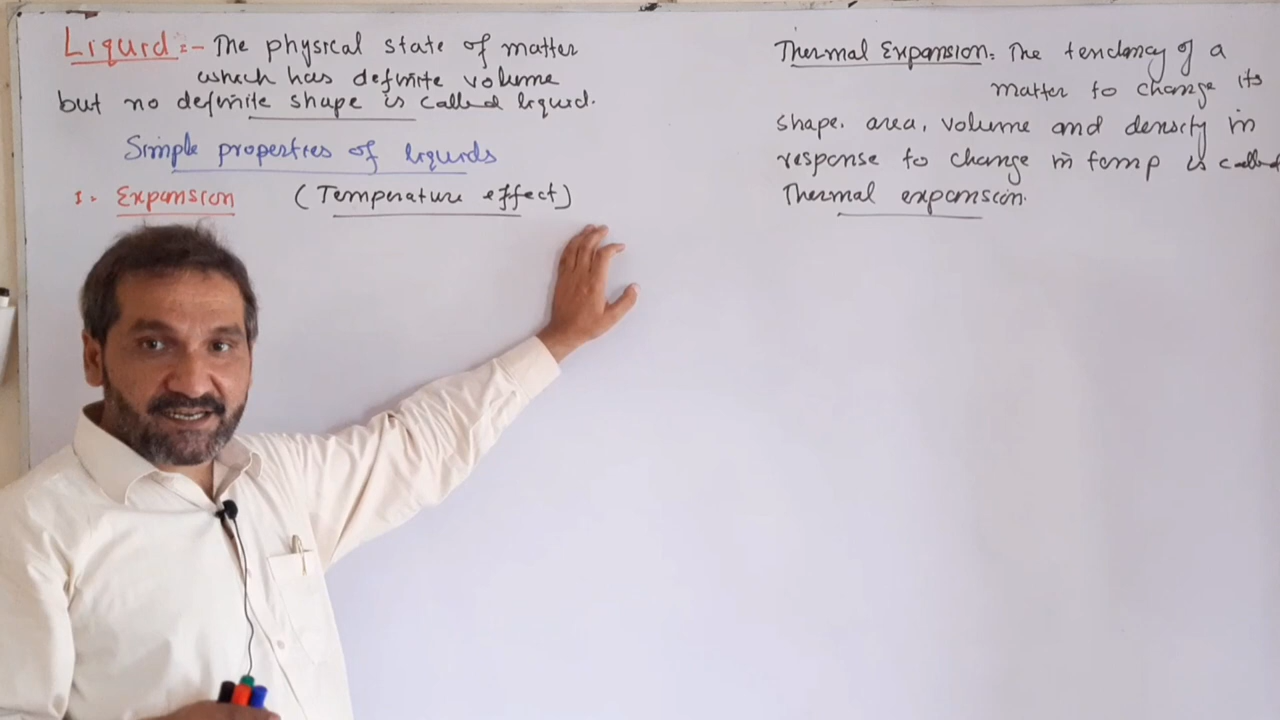 Liquid:- The physical state of matter
which has definite volume
but no definite shape is called liquid.
Simple properties of liquids
1. Expansion (Temperature effect)
Thermal Expansion: The tendancy of a
matter to change its
shape. area, volume and density in
response to change in temp is called
Thermal expansion.